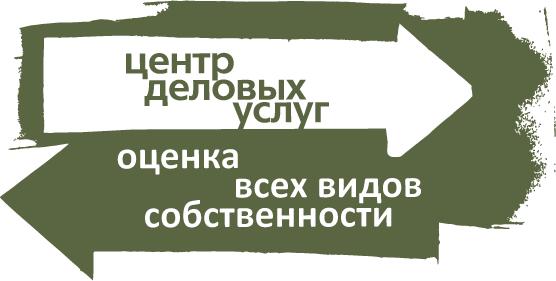 центр
деловых
услуг
оценка
всех видов
собственности